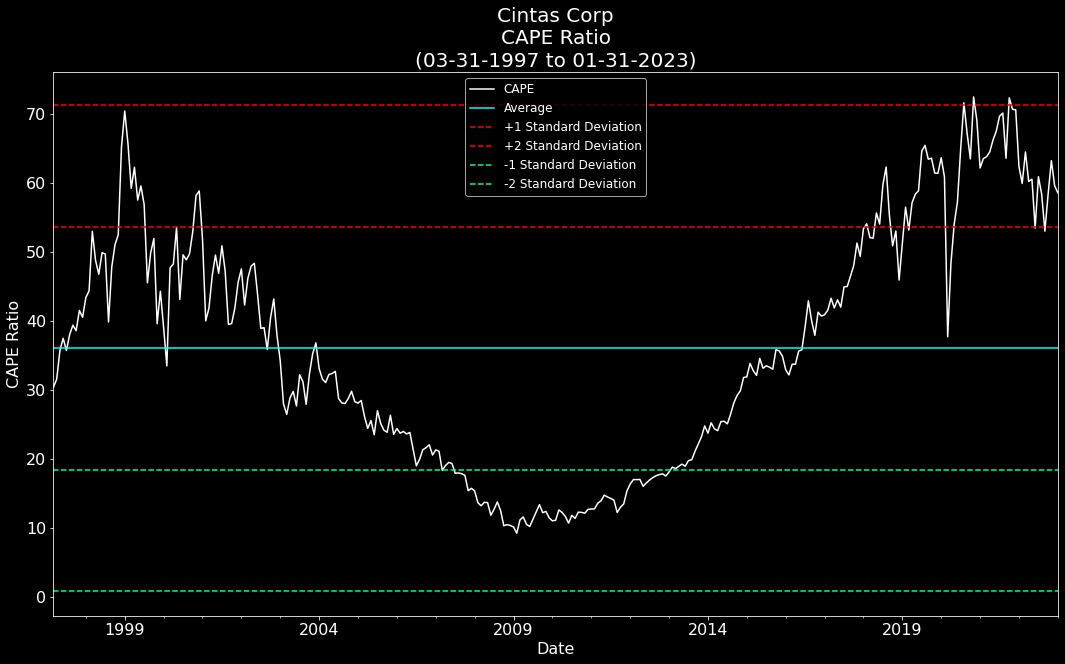 Cintas Corp
CAPE Ratio
(03-31-1997 to 01-31-2023)
CAPE
Average
+1 Standard Deviation
+2 Standard Deviation
-1 Standard Deviation
-2 Standard Deviation
CAPE Ratio
70
60
50
40
30
20
10
0
1999
2004
2009
2014
2019
Date